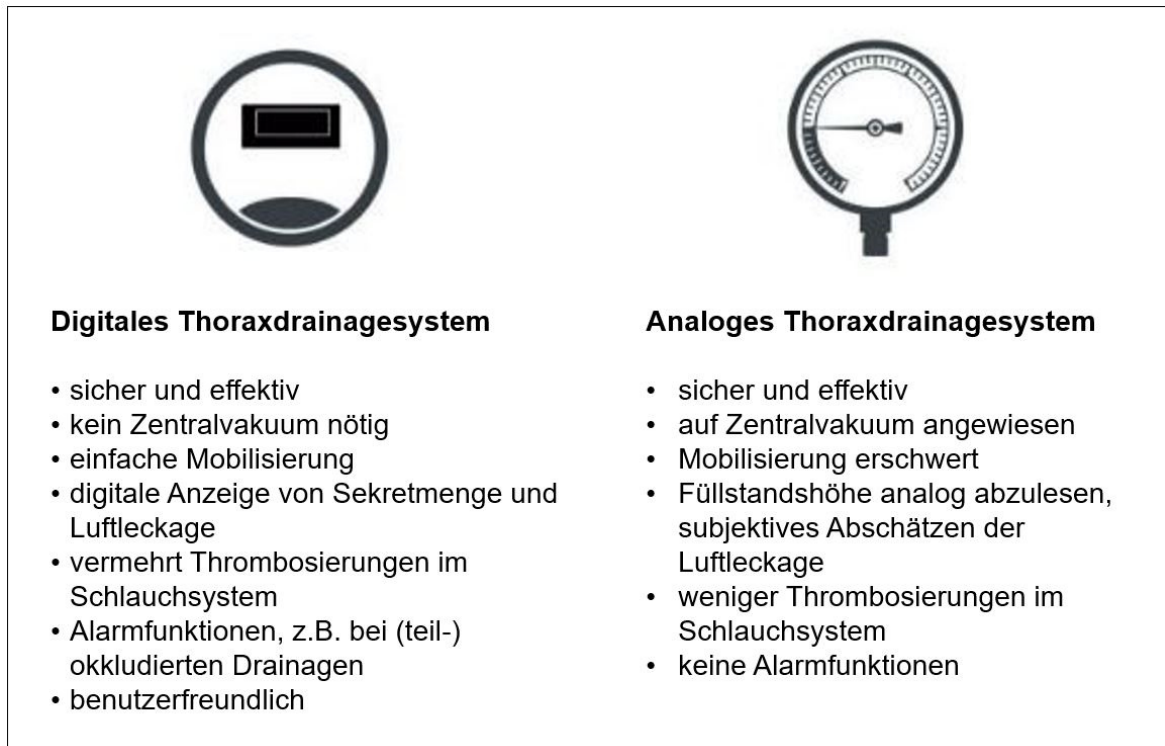 Digitales Thoraxdrainagesystem
• sicher und effektiv
• kein Zentralvakuum nötig
• einfache Mobilisierung
• digitale Anzeige von Sekretmenge und
Luftleckage
• vermehrt Thrombosierungen im
Schlauchsystem
• Alarmfunktionen, z.B. bei (teil-)
okkludierten Drainagen
• benutzerfreundlich
Analoges Thoraxdrainagesystem
• sicher und effektiv
• auf Zentralvakuum angewiesen
• Mobilisierung erschwert
• Füllstandshöhe analog abzulesen,
subjektives Abschätzen der
Luftleckage
• weniger Thrombosierungen im
Schlauchsystem
• keine Alarmfunktionen